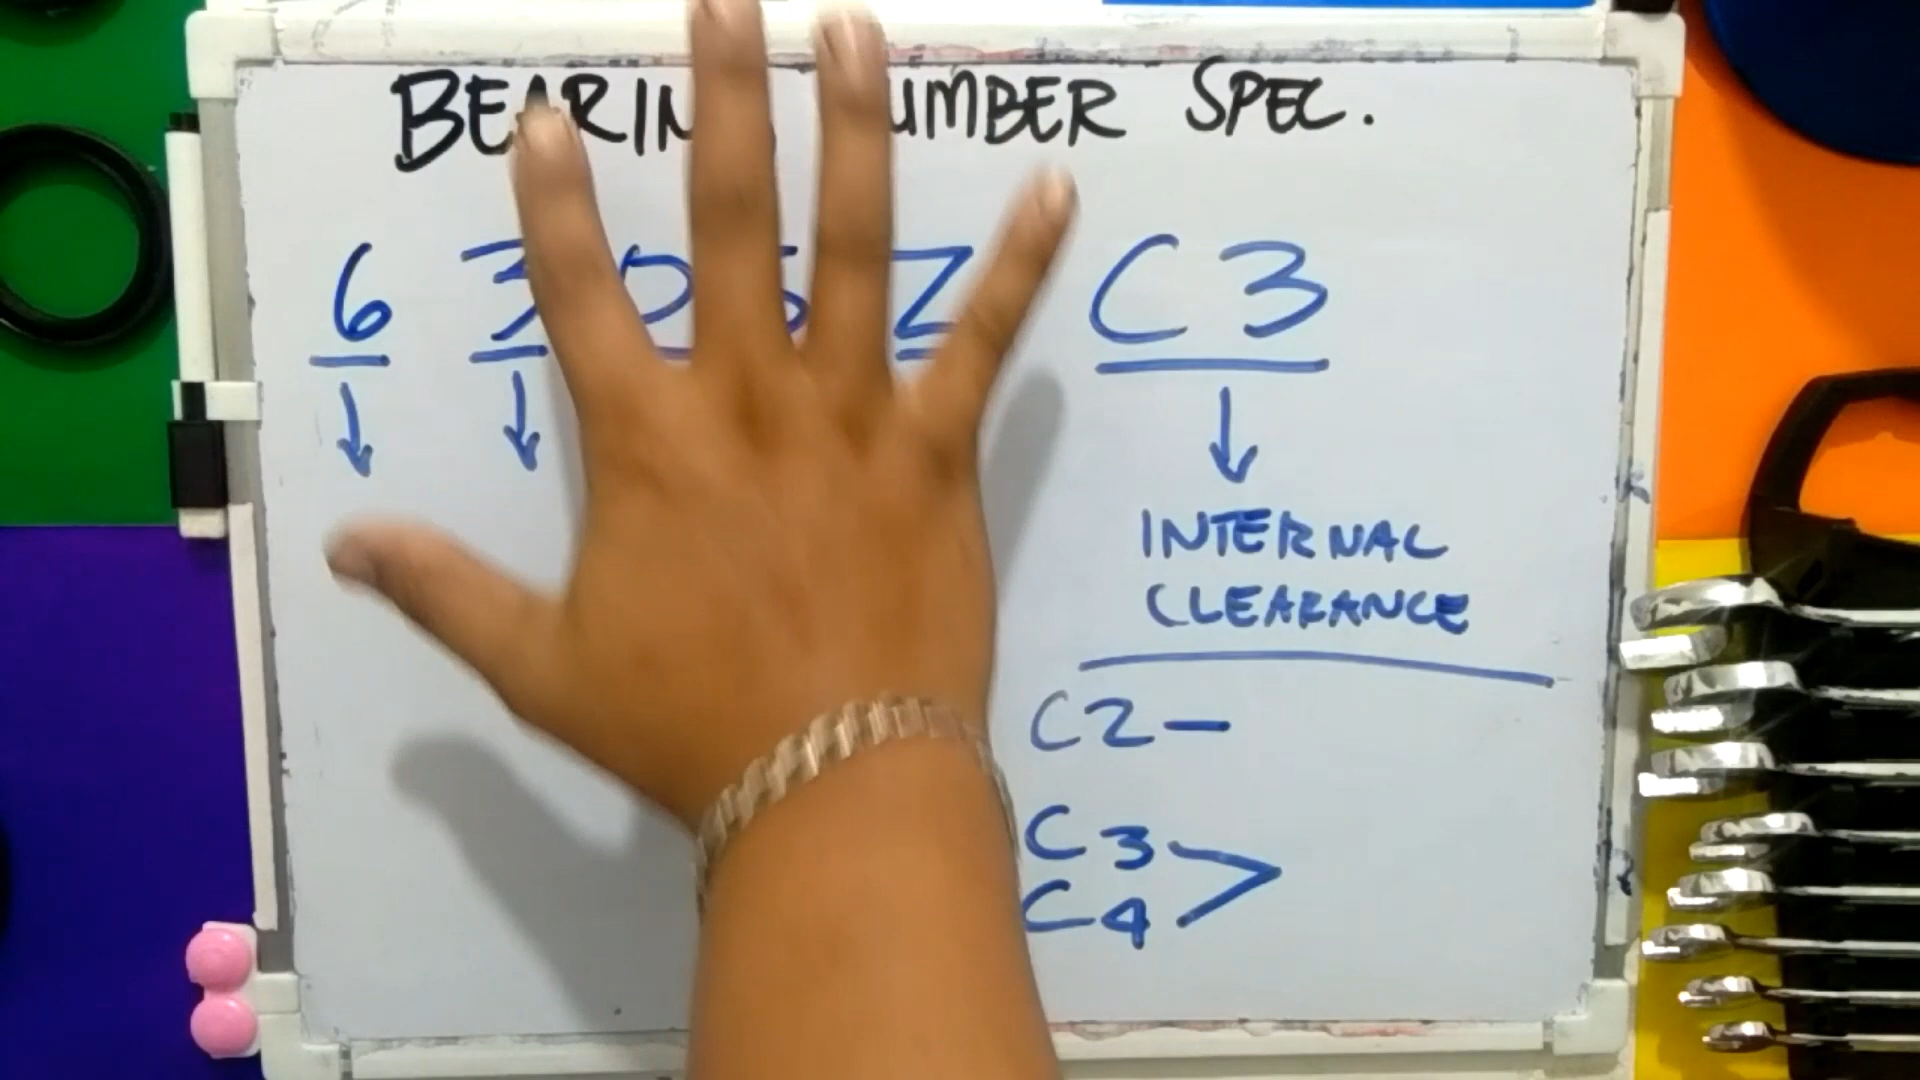 BEARING NUMBER SPEC.
6 3 0 5 Z C3
INTERNAL
CLEARANCE
C2 -
C3
C4 >